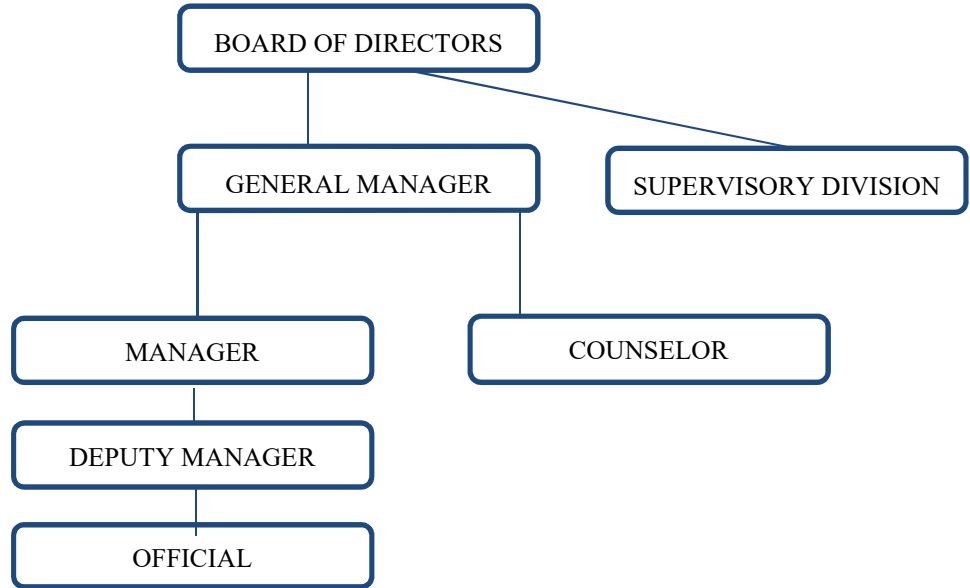 BOARD OF DIRECTORS
GENERAL MANAGER
SUPERVISORY DIVISION
MANAGER
COUNSELOR
DEPUTY MANAGER
OFFICIAL